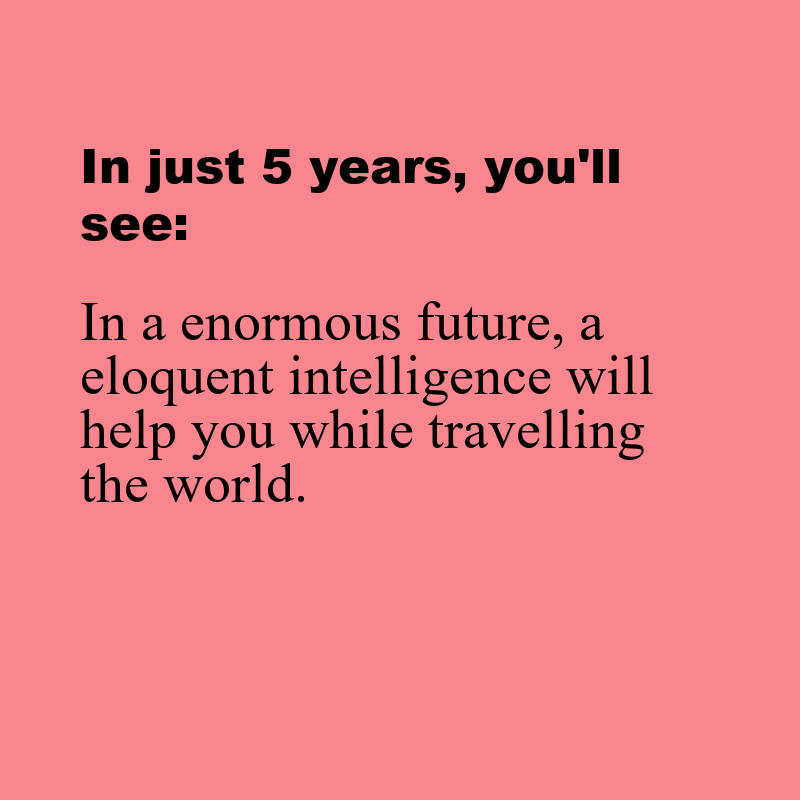 In just 5 years, you'll
see:
In a enormous future, a
eloquent intelligence will
help you while travelling
the world.